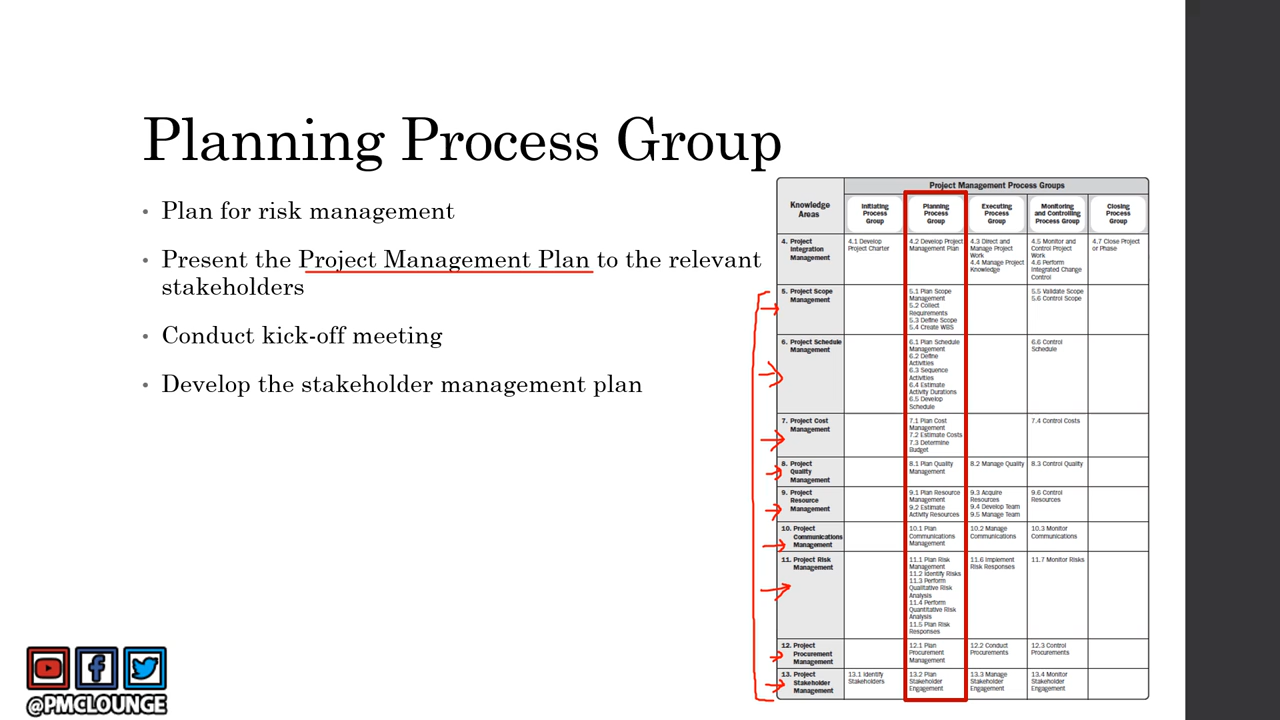 Planning Process Group
• Plan for risk management
• Present the Project Management Plan to the relevant
stakeholders
• Conduct kick-off meeting
• Develop the stakeholder management plan
Project Management Process Groups
Knowledge
Areas
Initiating
Process
Group
Planning
Process
Group
Executing
Process
Group
Monitoring
and Controlling
Process Group
Closing
Process
Group
4. Project
Integration
Management
4.1 Develop
Project Charter
4.2 Develop Project
Management Plan
4.3 Direct and
Manage Project
Work
4.4 Manage Project
Knowledge
4.5 Monitor and
Control Project
Work
4.6 Perform
Integrated Change
Control
4.7 Close Project
or Phase
5. Project Scope
Management
5.1 Plan Scope
Management
5.2 Collect
Requirements
5.3 Define Scope
5.4 Create WBS
5.5 Validate Scope
5.6 Control Scope
6. Project Schedule
Management
6.1 Plan Schedule
Management
6.2 Define
Activities
6.3 Sequence
Activities
6.4 Estimate
Activity Durations
6.5 Develop
Schedule
6.6 Control
Schedule
7. Project Cost
Management
7.1 Plan Cost
Management
7.2 Estimate Costs
7.3 Determine
Budget
7.4 Control Costs
8. Project
Quality
Management
8.1 Plan Quality
Management
8.2 Manage Quality
8.3 Control Quality
9. Project
Resource
Management
9.1 Plan Resource
Management
9.2 Estimate
Activity Resources
9.3 Acquire
Resources
9.4 Develop Team
9.5 Manage Team
9.6 Control
Resources
10. Project
Communications
Management
10.1 Plan
Communications
Management
10.2 Manage
Communications
10.3 Monitor
Communications
11. Project Risk
Management
11.1 Plan Risk
Management
11.2 Identify Risks
11.3 Perform
Qualitative Risk
Analysis
11.4 Perform
Quantitative Risk
Analysis
11.5 Plan Risk
Responses
11.6 Implement
Risk Responses
11.7 Monitor Risks
12. Project
Procurement
Management
12.1 Plan
Procurement
Management
12.2 Conduct
Procurements
12.3 Control
Procurements
13. Project
Stakeholder
Management
13.1 Identify
Stakeholders
13.2 Plan
Stakeholder
Engagement
13.3 Manage
Stakeholder
Engagement
13.4 Monitor
Stakeholder
Engagement
@PMCLOUNGE